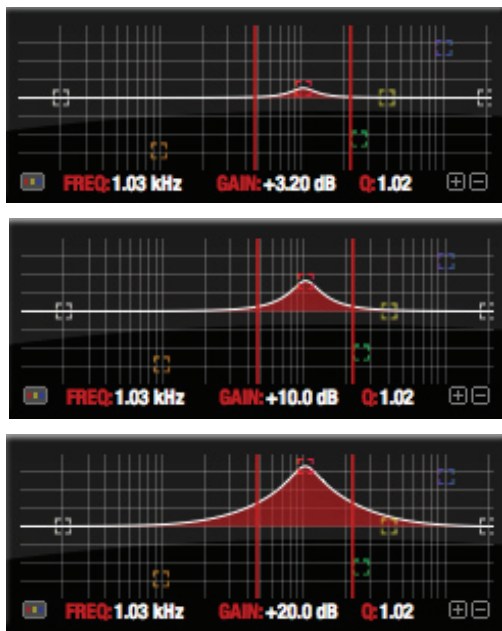 FREQ: 1.03 kHz GAIN: +3.20 dB Q: 1.02
FREQ: 1.03 kHz GAIN: +10.0 dB Q: 1.02
FREQ: 1.03 kHz GAIN: +20.0 dB Q: 1.02